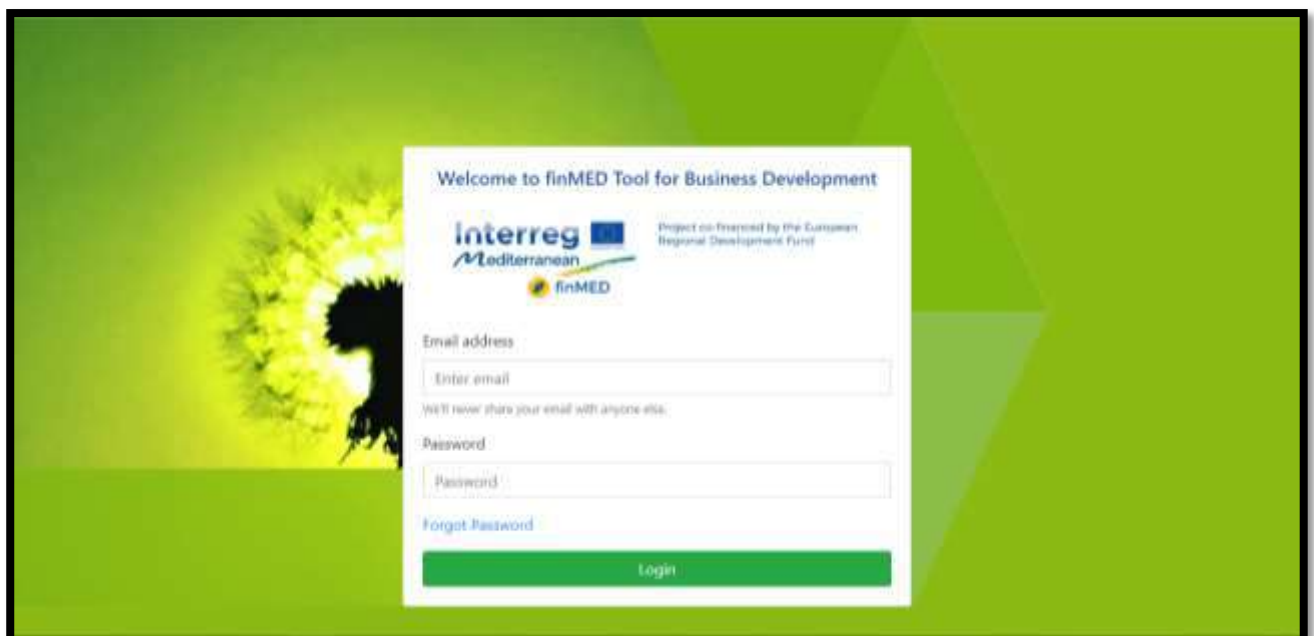 Welcome to finMED Tool for Business Development
Interreg
Mediterranean
finMED
Project co-financed by the European
Regional Development Fund
Email address
Enter email
We'll never share your email with anyone else.
Password
Password
Forgot Password
Login